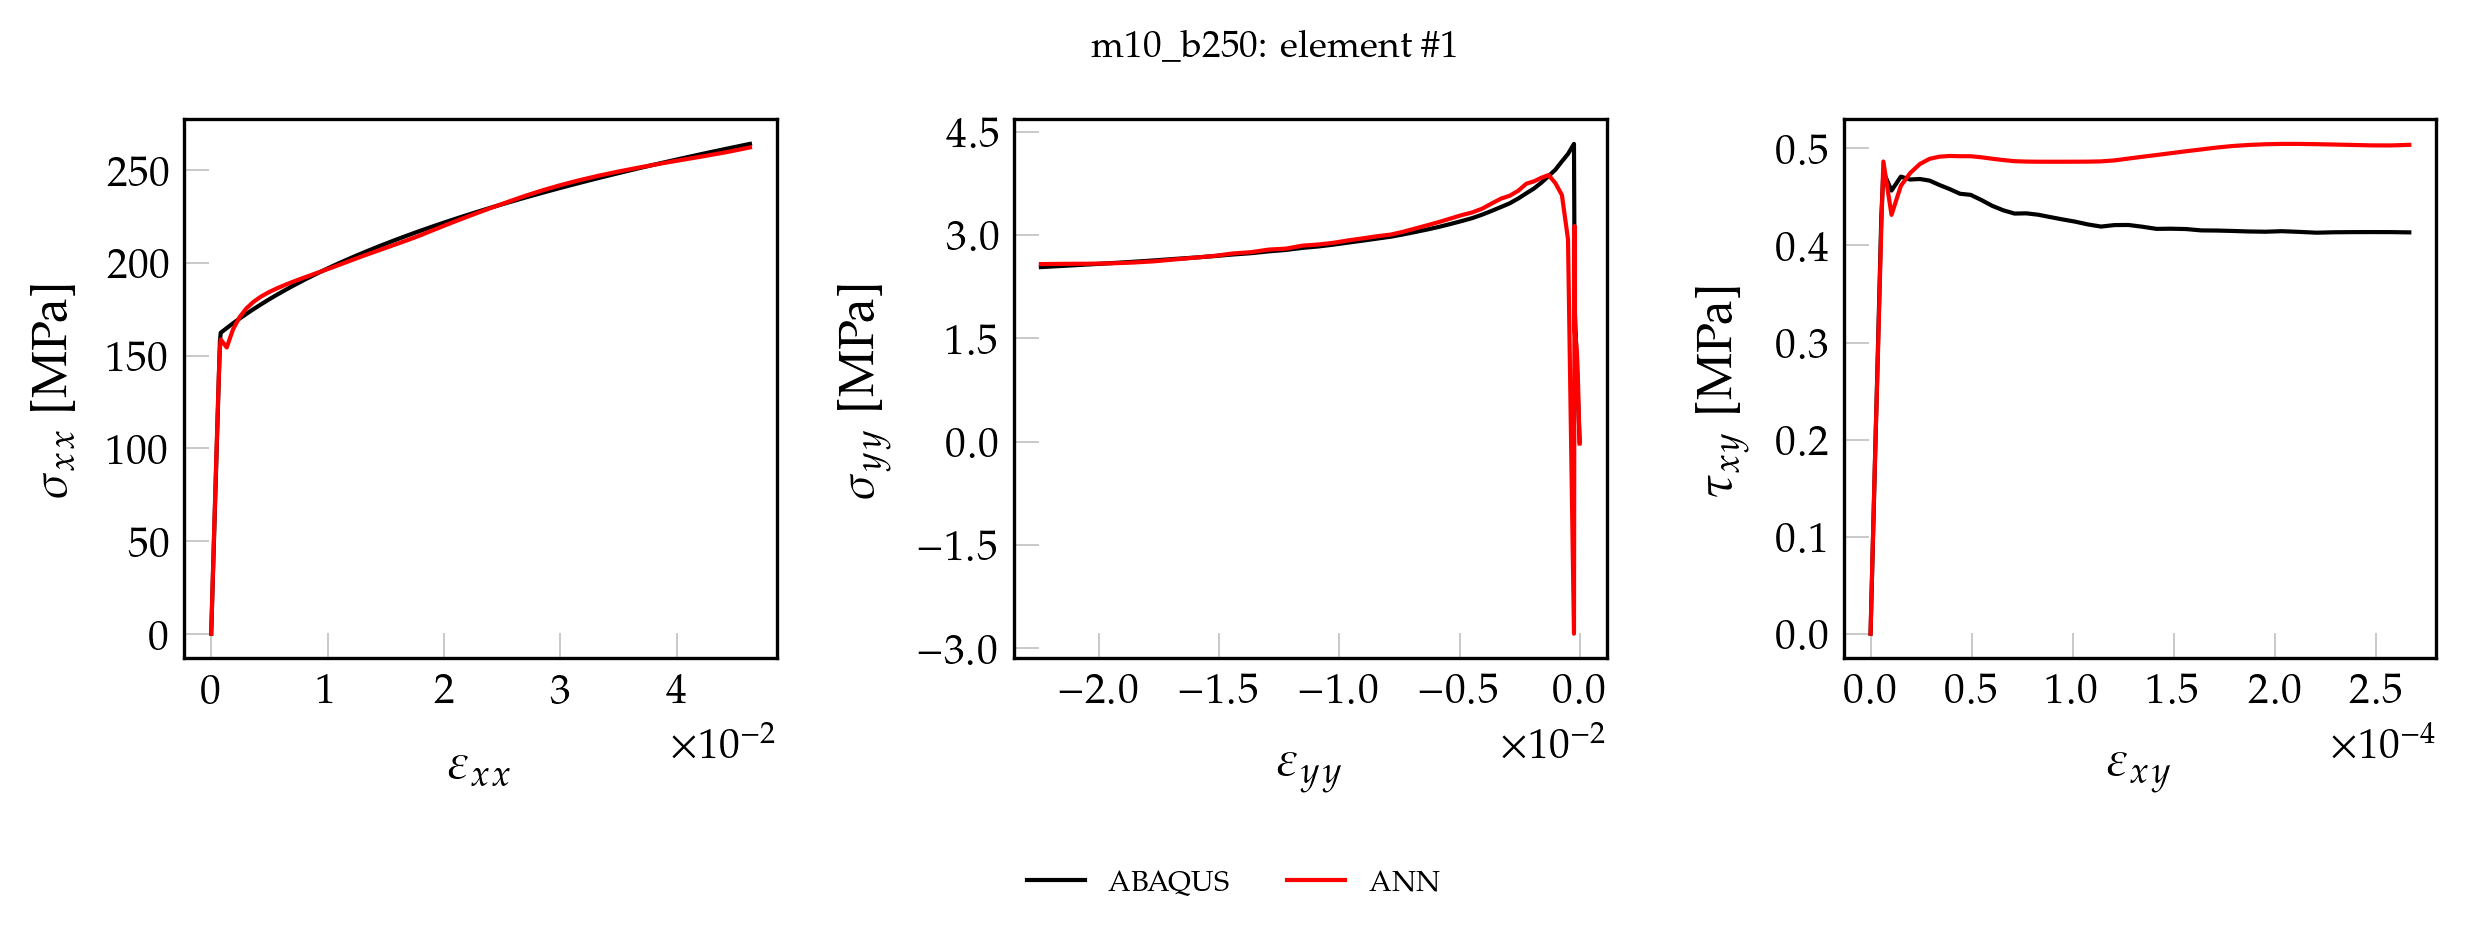 m10_b250: element #1
σxx [MPa]
250
200
150
100
50
0
0 1 2 3 4
×10−2
εxx
σyy [MPa]
4.5
3.0
1.5
0.0
−1.5
−3.0
−2.0 −1.5 −1.0 −0.5 0.0
×10−2
εyy
τxy [MPa]
0.5
0.4
0.3
0.2
0.1
0.0
0.0 0.5 1.0 1.5 2.0 2.5
×10−4
εxy
ABAQUS ANN